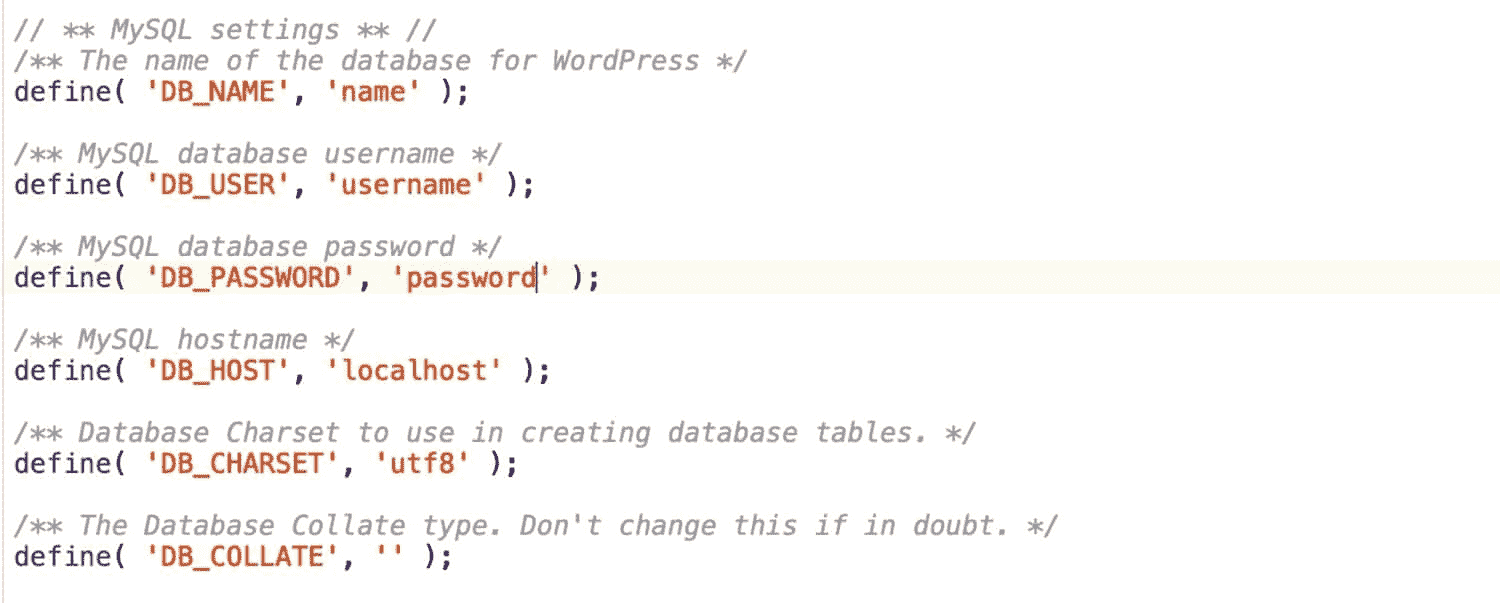 // ** MySQL settings ** //
/** The name of the database for WordPress */
define( 'DB_NAME', 'name' );
/** MySQL database username */
define( 'DB_USER', 'username' );
/** MySQL database password */
define( 'DB_PASSWORD', 'password' );
/** MySQL hostname */
define( 'DB_HOST', 'localhost' );
/** Database Charset to use in creating database tables. */
define( 'DB_CHARSET', 'utf8' );
/** The Database Collate type. Don't change this if in doubt. */
define( 'DB_COLLATE', '' );